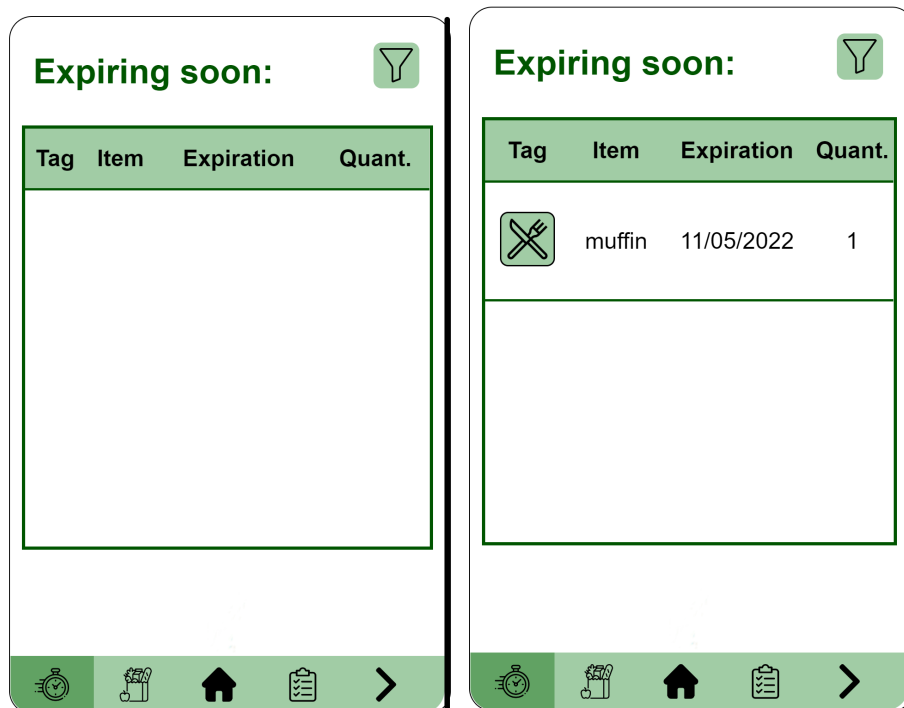 Expiring soon:
Tag Item Expiration Quant.
Expiring soon:
Tag Item Expiration Quant.
muffin 11/05/2022 1